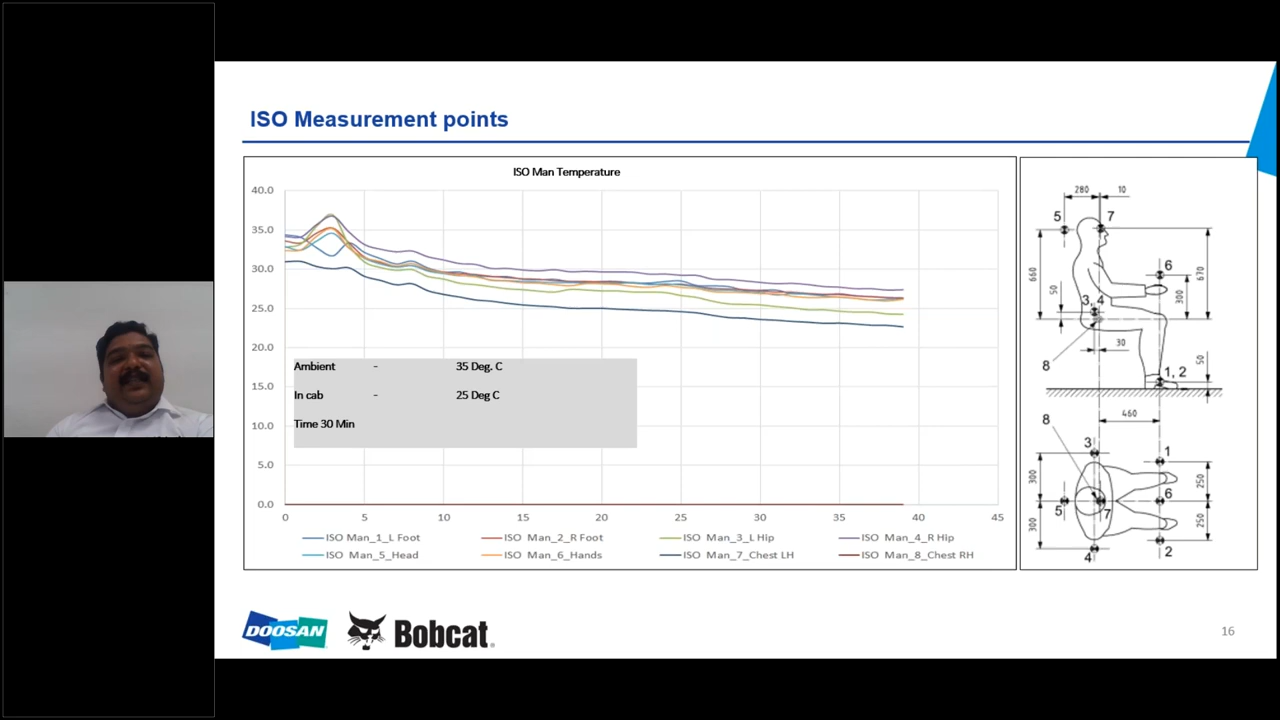 ISO Measurement points
ISO Man Temperature
40.0
35.0
30.0
25.0
20.0
15.0
10.0
5.0
0.0
0 5 10 15 20 25 30 35 40 45
Ambient - 35 Deg. C
In cab - 25 Deg C
Time 30 Min
ISO Man_1_L Foot ISO Man_2_R Foot ISO Man_3_L Hip ISO Man_4_R Hip
ISO Man_5_Head ISO Man_6_Hands ISO Man_7_Chest LH ISO Man_8_Chest RH
280 10
5 7
6
660 50 300 670
3, 4
30
8
1, 2 50
460
8
3 1
300 250
6
5 7
300 250
4 2
DOOSAN Bobcat
16